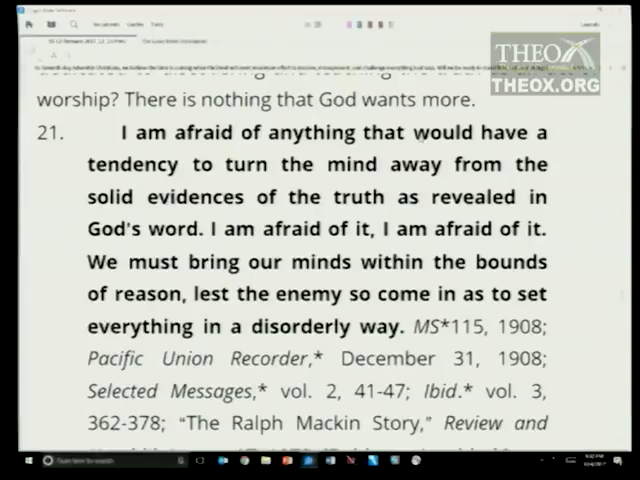 THEOX
THEOX.ORG
worship? There is nothing that God wants more.
21. I am afraid of anything that would have a
tendency to turn the mind away from the
solid evidences of the truth as revealed in
God's word. I am afraid of it, I am afraid of it.
We must bring our minds within the bounds
of reason, lest the enemy so come in as to set
everything in a disorderly way. MS*115, 1908;
Pacific Union Recorder,* December 31, 1908;
Selected Messages,* vol. 2, 41-47; Ibid.* vol. 3,
362-378; "The Ralph Mackin Story," Review and